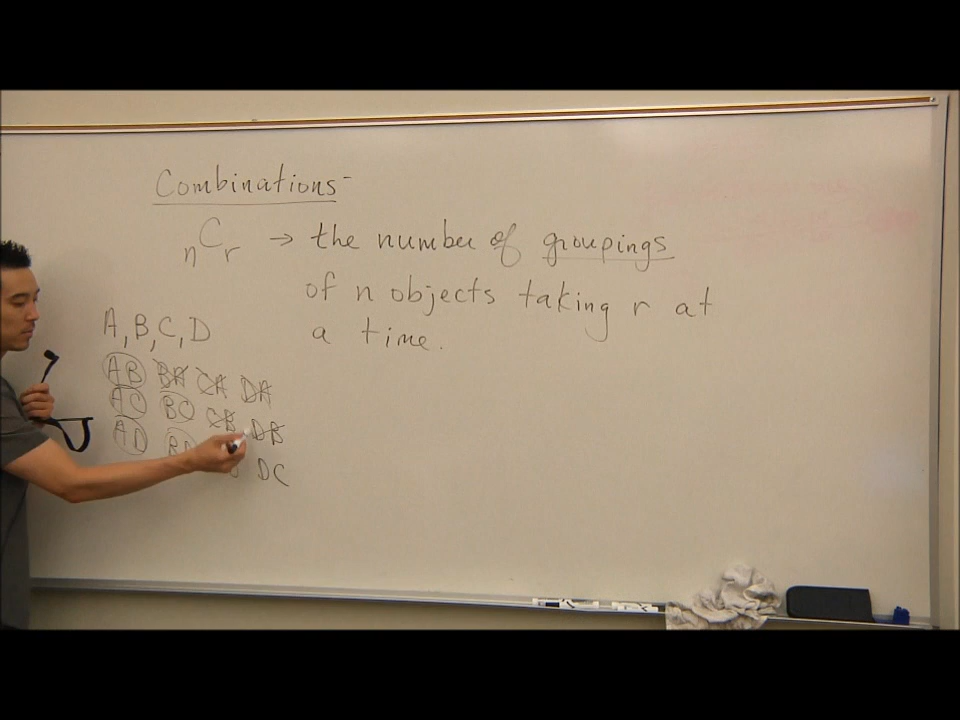 Combinations-
nCr → the number of groupings
of n objects taking r at
a time.
A, B, C, D
AB BA CA DA
AC BC CB DB
AD BD DC